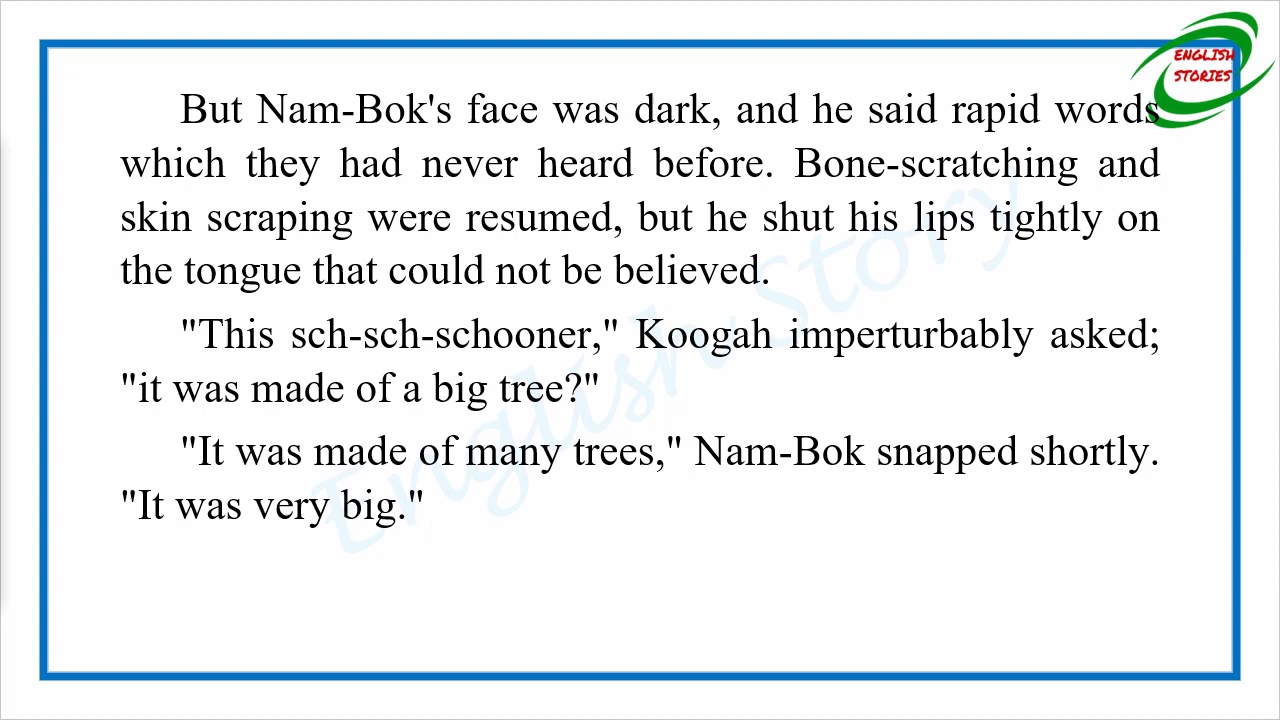 ENGLISH
STORIES
But Nam-Bok's face was dark, and he said rapid words
which they had never heard before. Bone-scratching and
skin scraping were resumed, but he shut his lips tightly on
the tongue that could not be believed.
"This sch-sch-schooner," Koogah imperturbably asked;
"it was made of a big tree?"
"It was made of many trees," Nam-Bok snapped shortly.
"It was very big."
English Story